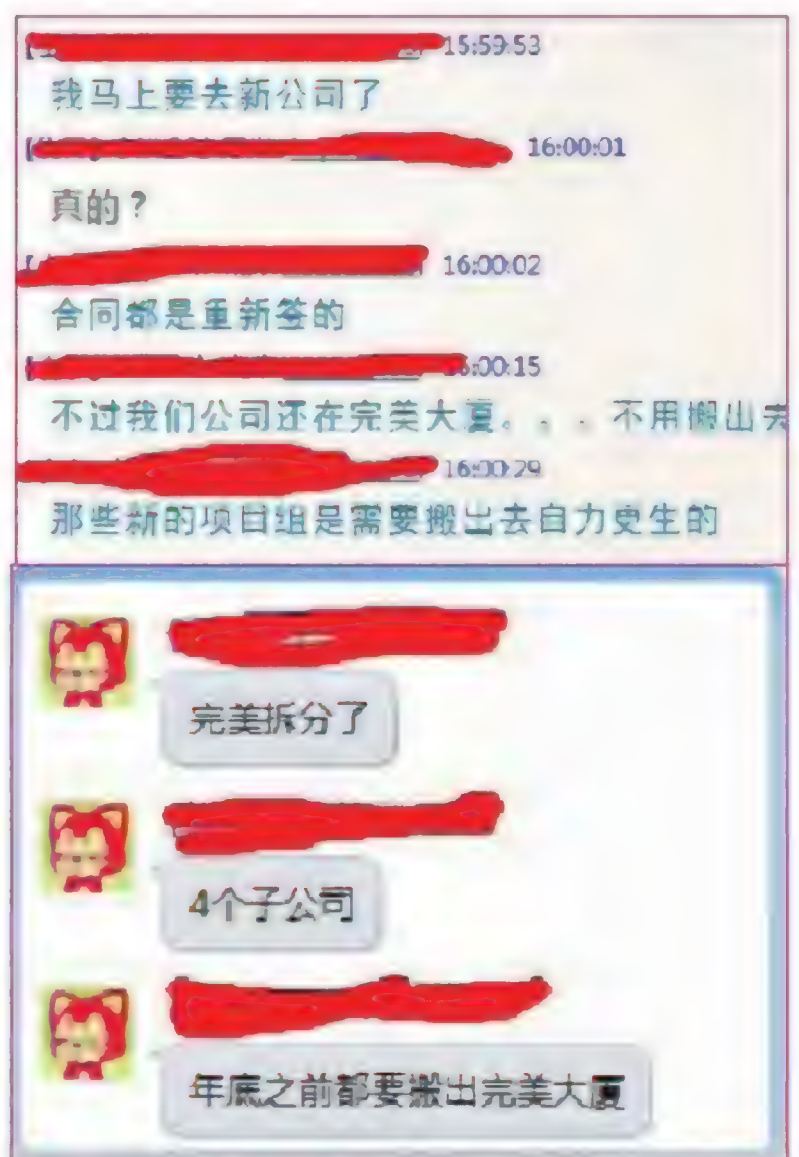 15:59:53
我马上要去新公司了
16:00:01
真的？
16:00:02
合同都是重新签的
:00:15
不过我们公司还在完美大厦。。。不用搬出去
16:00:29
那些新的项目组是需要搬出去自力更生的
完美拆分了
4个子公司
年底之前都要搬出完美大厦